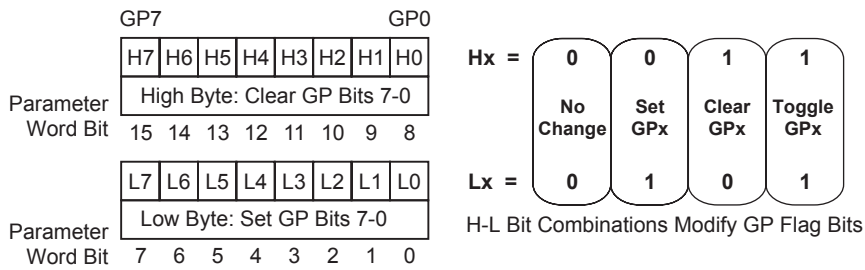 GP7 GP0
H7 H6 H5 H4 H3 H2 H1 H0
High Byte: Clear GP Bits 7-0
Parameter
Word Bit 15 14 13 12 11 10 9 8
L7 L6 L5 L4 L3 L2 L1 L0
Low Byte: Set GP Bits 7-0
Parameter
Word Bit 7 6 5 4 3 2 1 0
Hx = 0 0 1 1
No Set Clear Toggle
Change GPx GPx GPx
Lx = 0 1 0 1
H-L Bit Combinations Modify GP Flag Bits